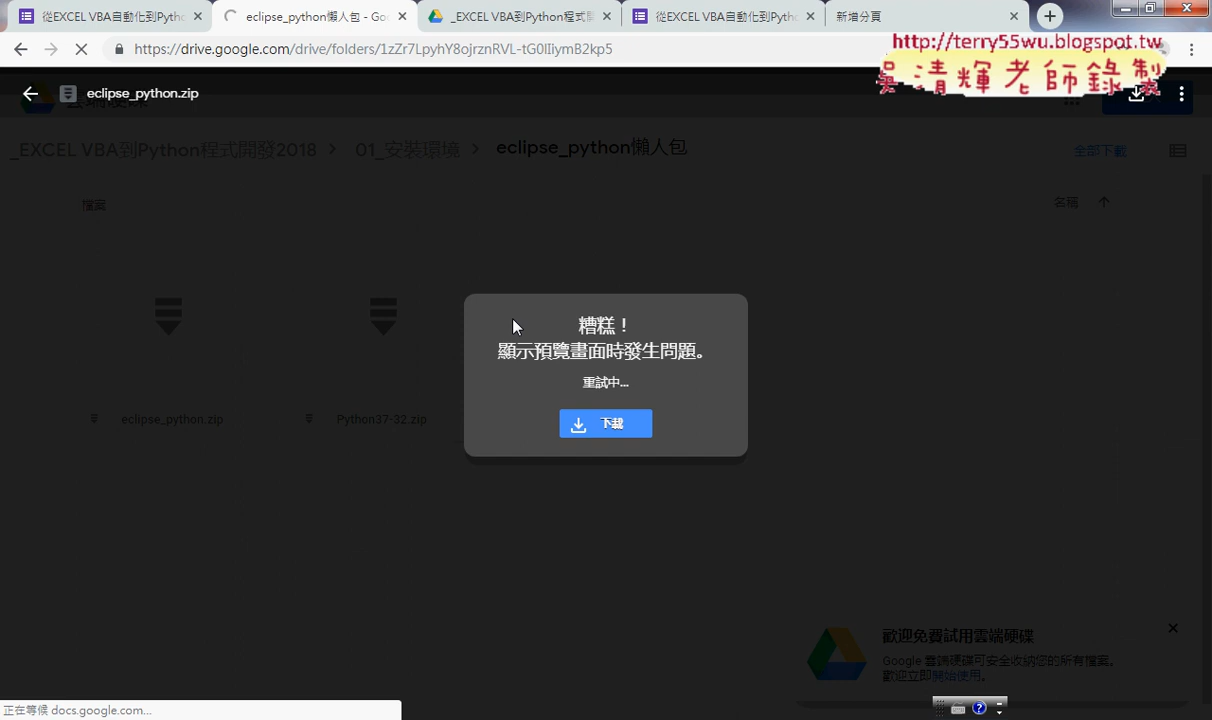 從EXCEL VBA自動化到Pytho
eclipse_python懶人包 - Goo
_EXCEL VBA到Python程式開
從EXCEL VBA自動化到Pytho
新增分頁
https://drive.google.com/drive/folders/1zZr7LpyhY8ojrznRVL-tG0lIiymB2kp5
http://terry55wu.blogspot.tw
吳清輝老師錄製
eclipse_python.zip
雲端硬碟
_EXCEL VBA到Python程式開發2018
01_安裝環境
eclipse_python懶人包
全部下載
檔案
名稱
糟糕！
顯示預覽畫面時發生問題。
重試中...
下載
eclipse_python.zip
Python37-32.zip
歡迎免費試用雲端硬碟
Google 雲端硬碟可安全收納您的所有檔案。
歡迎立即開始使用。
正在等候 docs.google.com...